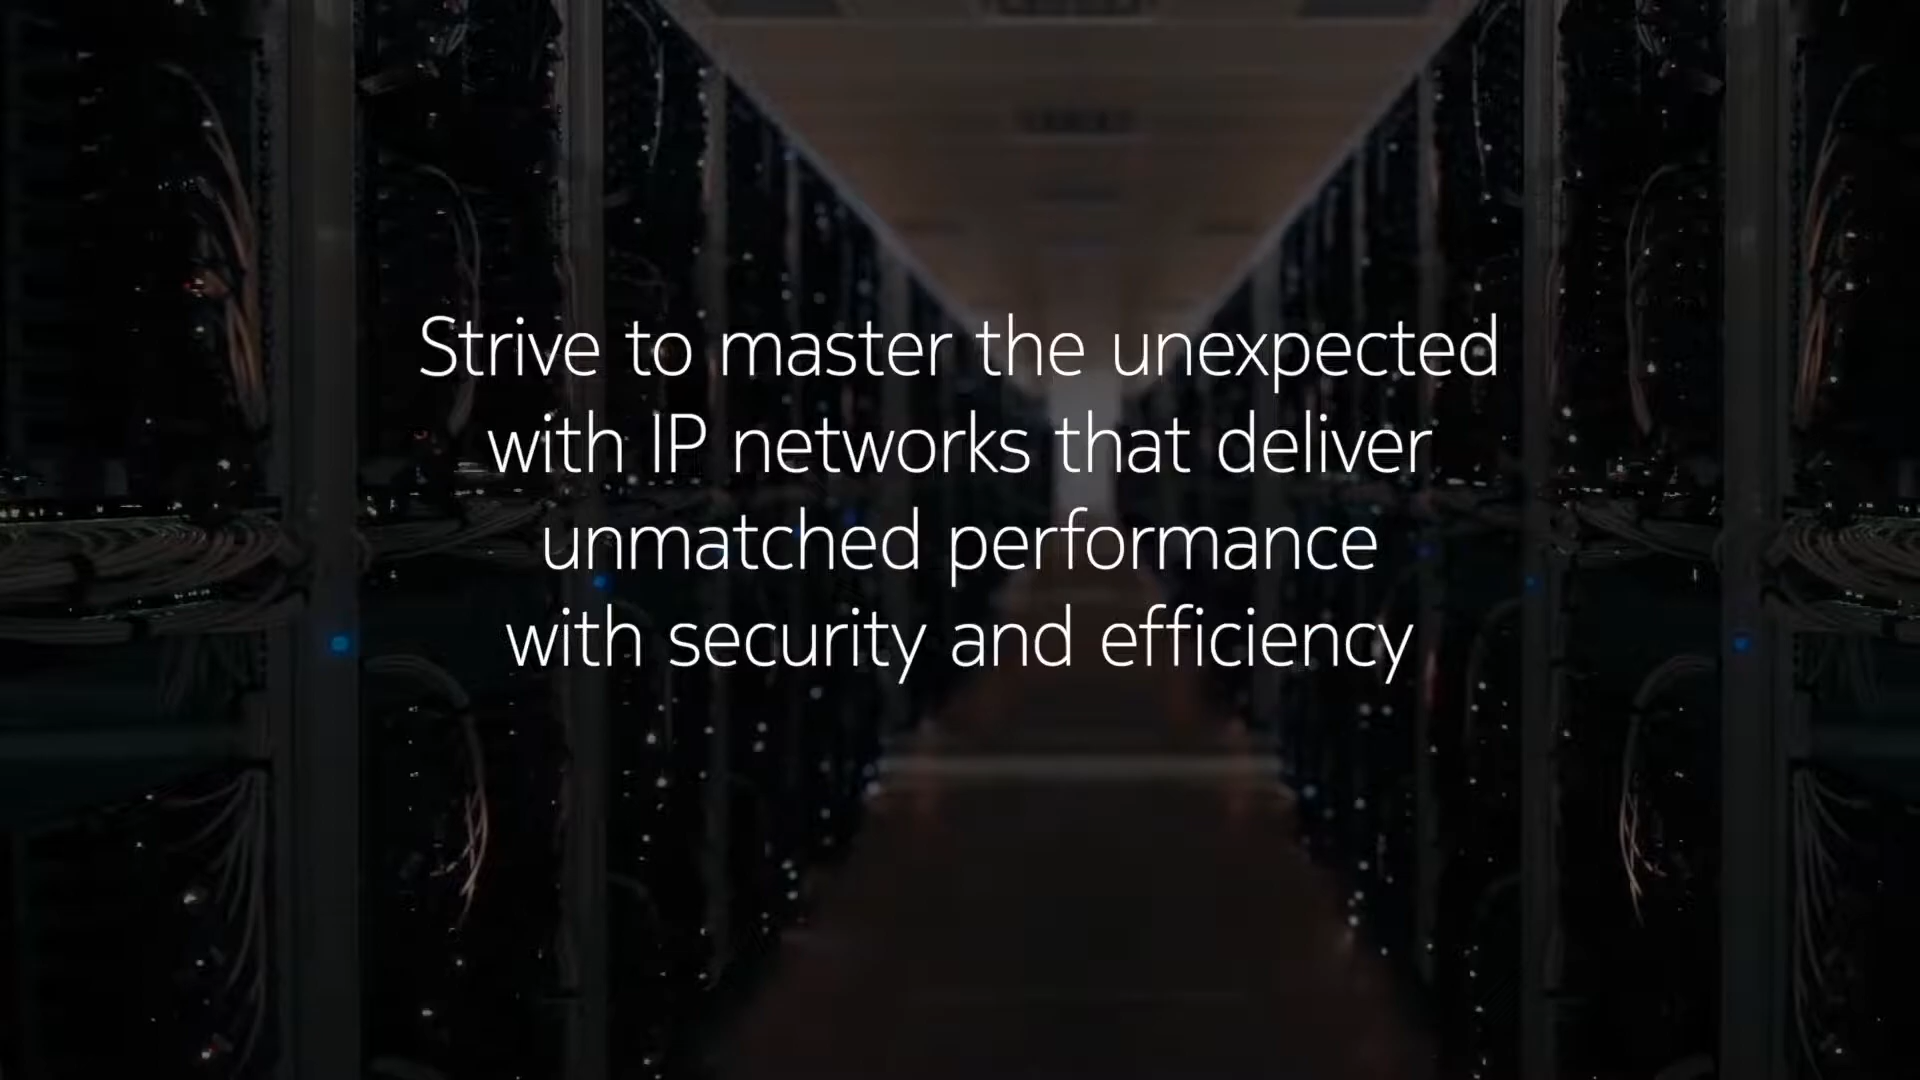 Strive to master the unexpected
with IP networks that deliver
unmatched performance
with security and efficiency